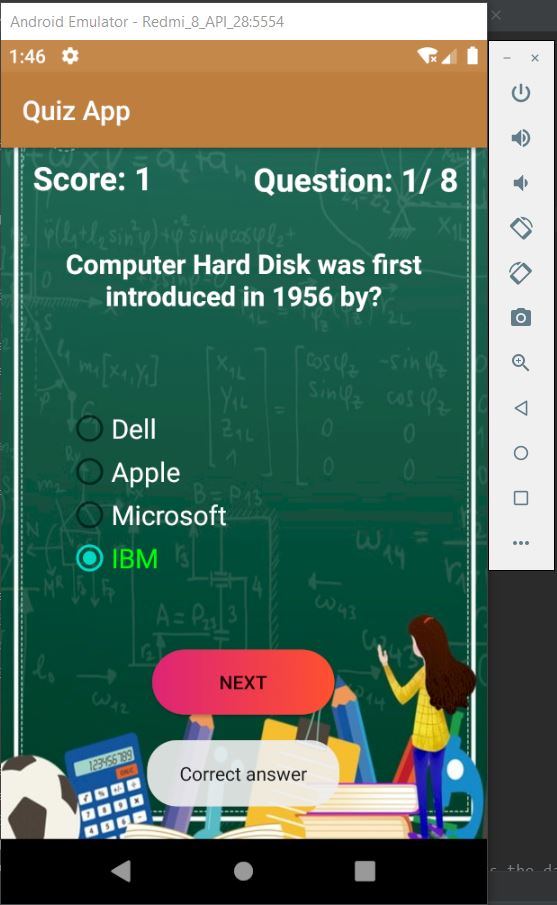 Android Emulator - Redmi_8_API_28:5554
1:46
Quiz App
Score: 1
Question: 1/ 8
Computer Hard Disk was first
introduced in 1956 by?
Dell
Apple
Microsoft
IBM
NEXT
Correct answer